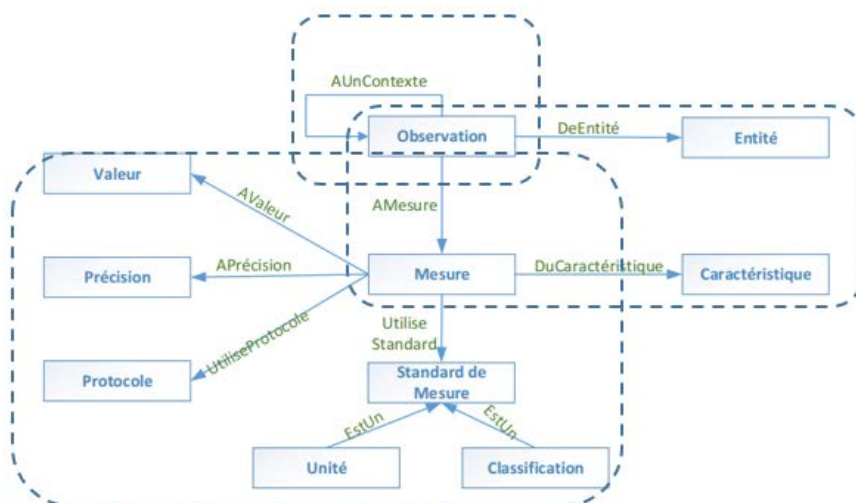 AUnContexte
Observation
DeEntité
Entité
Valeur
AValeur
AMesure
Précision
APrécision
Mesure
DuCaractéristique
Caractéristique
UtiliseProtocole
Utilise
Standard
Protocole
Standard de
Mesure
EstUn
EstUn
Unité
Classification